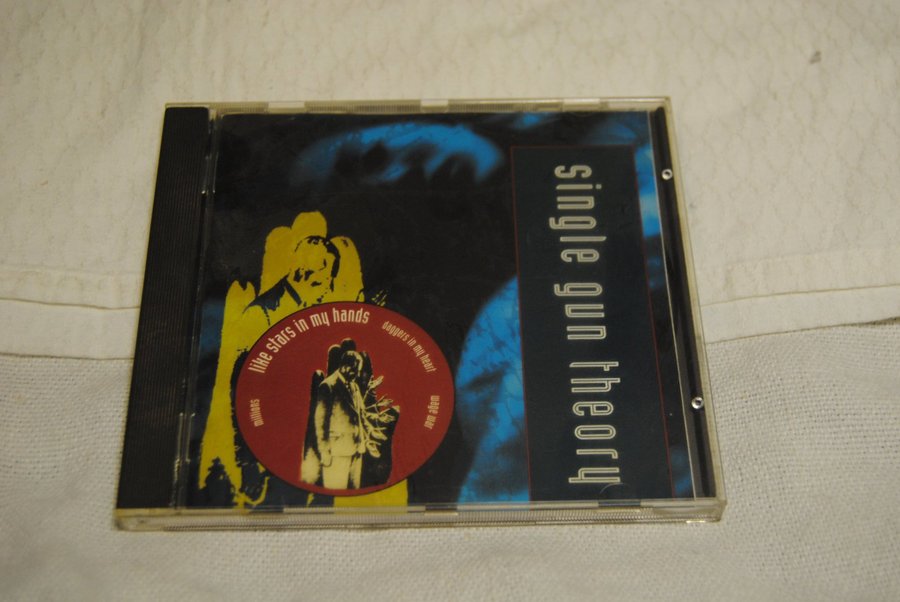 single gun theory
like stars in my hands
daggers in my heart
wage war
millions